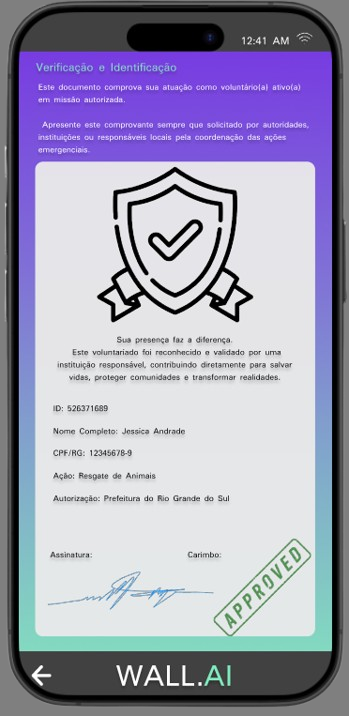 12:41 AM
Verificação e Identificação
Este documento comprova sua atuação como voluntário(a) ativo(a)
em missão autorizada.
Apresente este comprovante sempre que solicitado por autoridades,
instituições ou responsáveis locais pela coordenação das ações
emergenciais.
Sua presença faz a diferença.
Este voluntariado foi reconhecido e validado por uma
instituição responsável, contribuindo diretamente para salvar
vidas, proteger comunidades e transformar realidades.
ID: 526371689
Nome Completo: Jessica Andrade
CPF/RG: 12345678-9
Ação: Resgate de Animais
Autorização: Prefeitura do Rio Grande do Sul
Assinatura: Carimbo:
APPROVED
WALL.AI